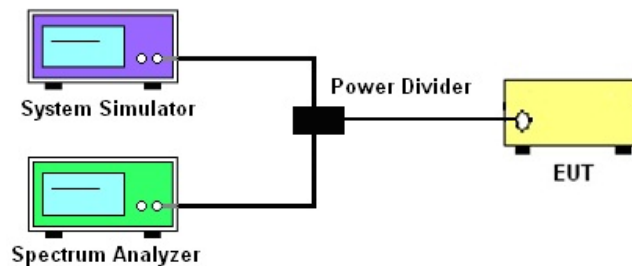 System Simulator
Power Divider
EUT
Spectrum Analyzer